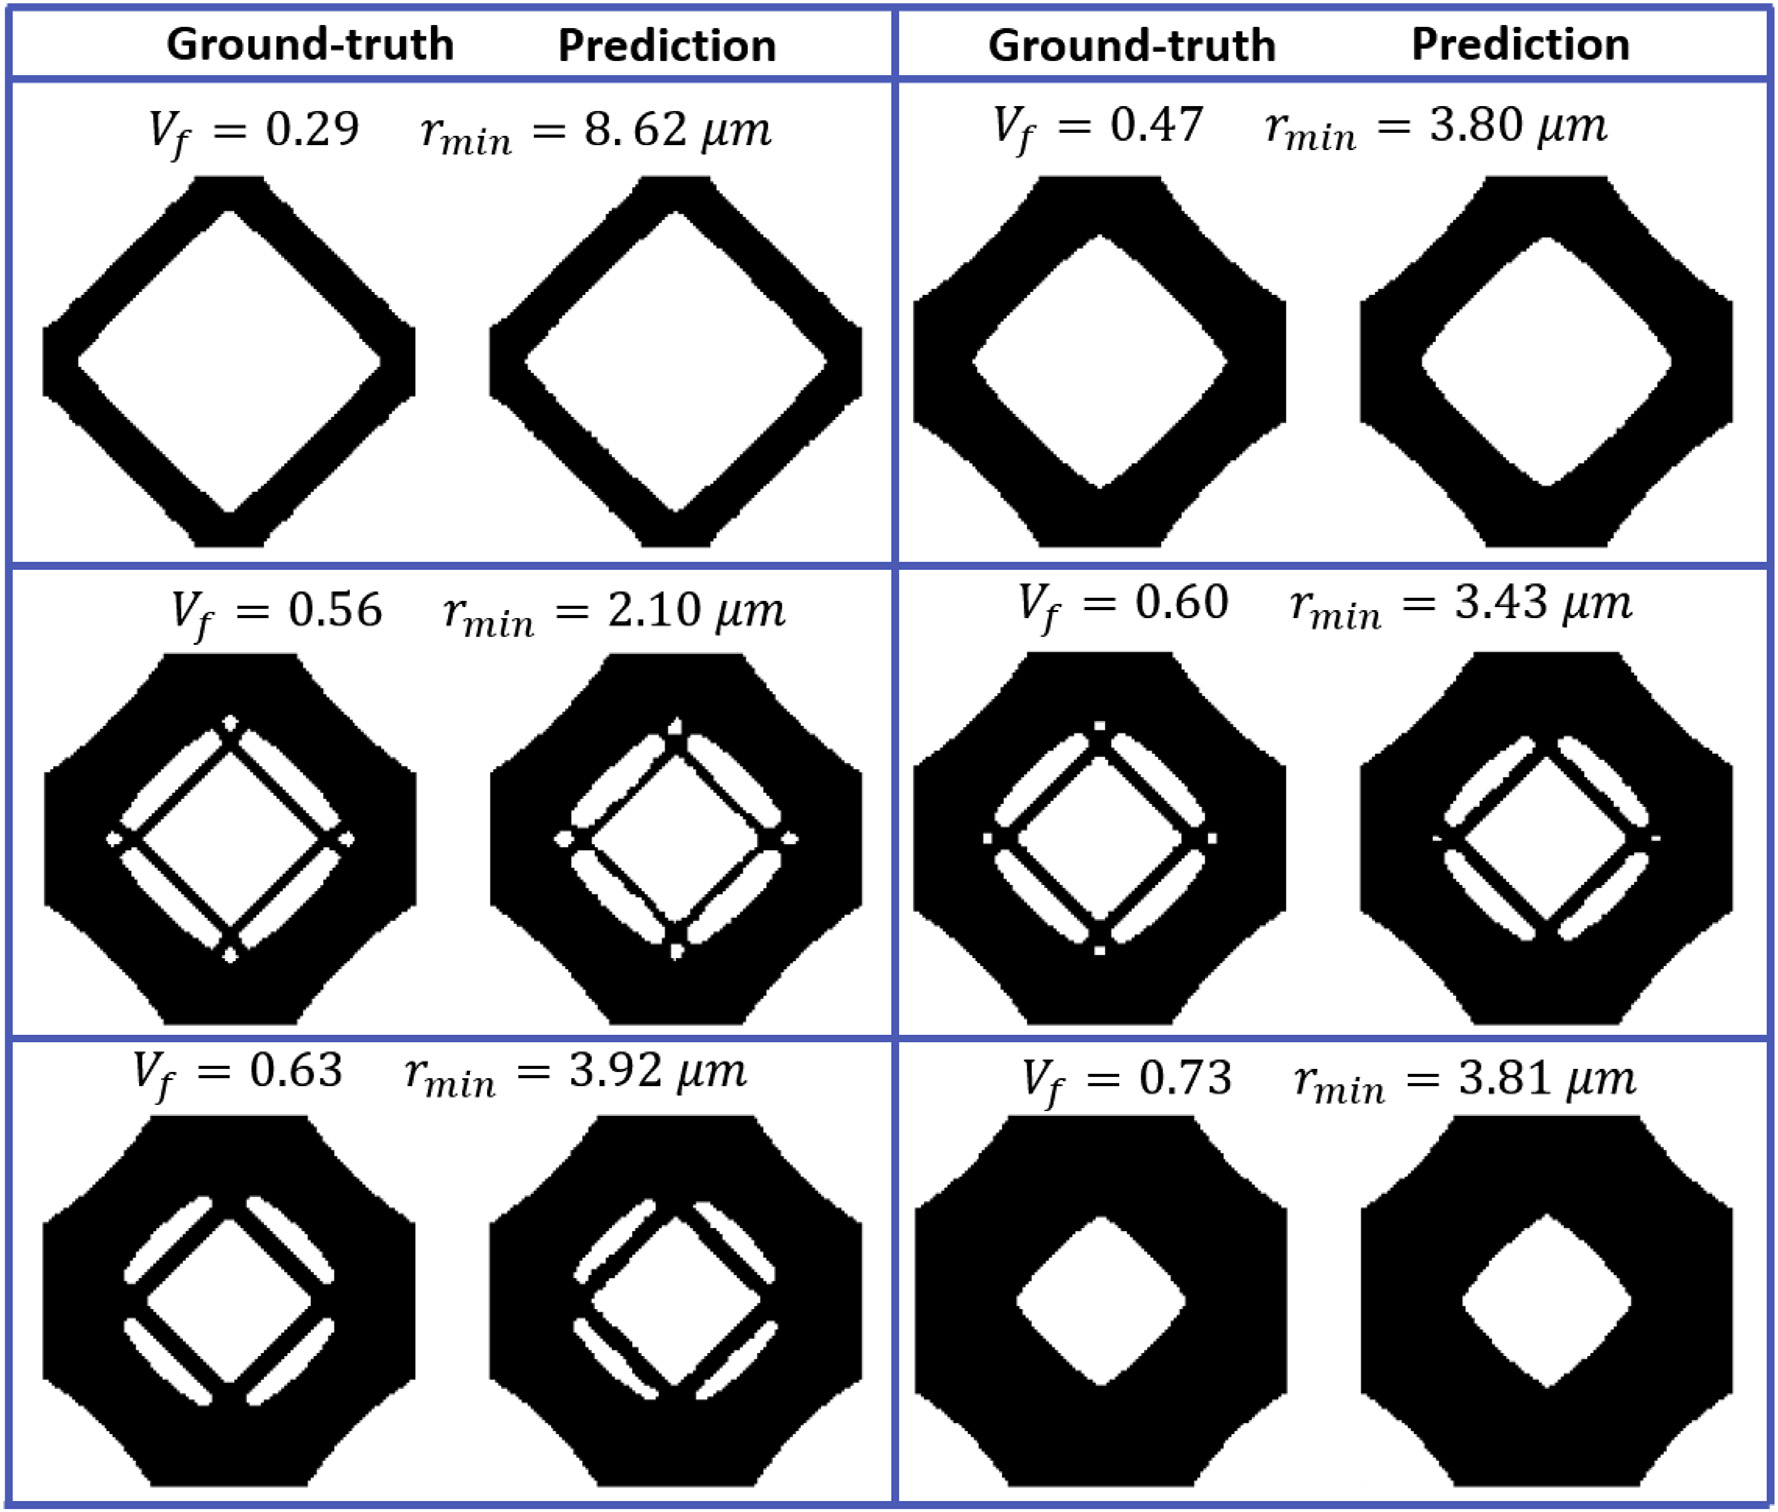 Ground-truth Prediction Ground-truth Prediction
V_f = 0.29 r_min = 8.62 μm V_f = 0.47 r_min = 3.80 μm
V_f = 0.56 r_min = 2.10 μm V_f = 0.60 r_min = 3.43 μm
V_f = 0.63 r_min = 3.92 μm V_f = 0.73 r_min = 3.81 μm